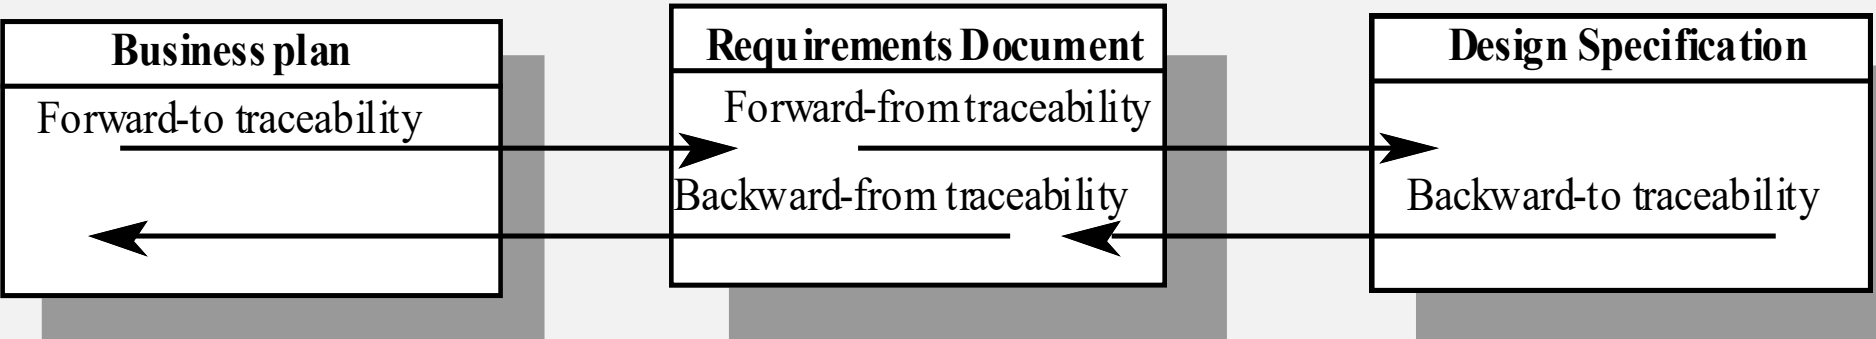 Business plan
Forward-to traceability
Requirements Document
Forward-from traceability
Backward-from traceability
Design Specification
Backward-to traceability